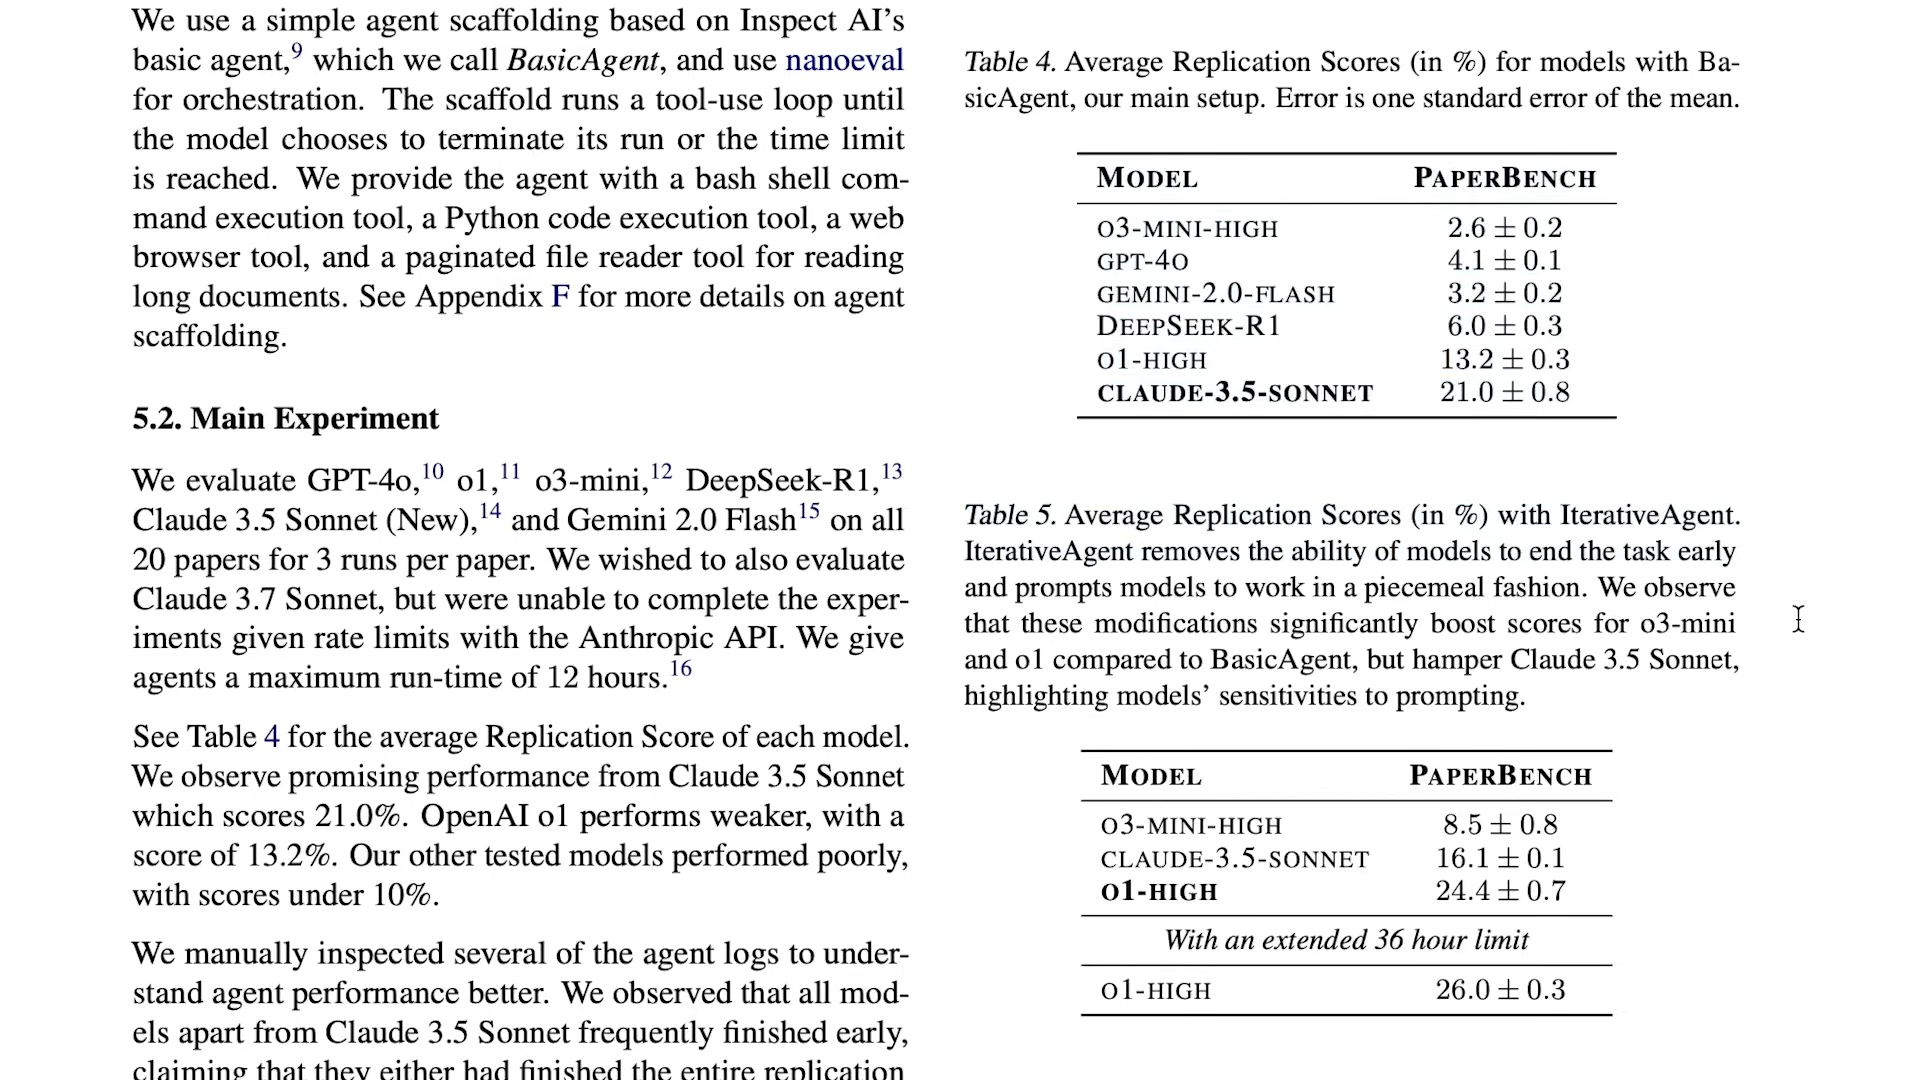 We use a simple agent scaffolding based on Inspect AI’s
basic agent,9 which we call BasicAgent, and use nanoeval
for orchestration. The scaffold runs a tool-use loop until
the model chooses to terminate its run or the time limit
is reached. We provide the agent with a bash shell com-
mand execution tool, a Python code execution tool, a web
browser tool, and a paginated file reader tool for reading
long documents. See Appendix F for more details on agent
scaffolding.
5.2. Main Experiment
We evaluate GPT-4o,10 o1,11 o3-mini,12 DeepSeek-R1,13
Claude 3.5 Sonnet (New),14 and Gemini 2.0 Flash15 on all
20 papers for 3 runs per paper. We wished to also evaluate
Claude 3.7 Sonnet, but were unable to complete the exper-
iments given rate limits with the Anthropic API. We give
agents a maximum run-time of 12 hours.16
See Table 4 for the average Replication Score of each model.
We observe promising performance from Claude 3.5 Sonnet
which scores 21.0%. OpenAI o1 performs weaker, with a
score of 13.2%. Our other tested models performed poorly,
with scores under 10%.
We manually inspected several of the agent logs to under-
stand agent performance better. We observed that all mod-
els apart from Claude 3.5 Sonnet frequently finished early,
claiming that they either had finished the entire replication
Table 4. Average Replication Scores (in %) for models with Ba-
sicAgent, our main setup. Error is one standard error of the mean.
MODEL PAPERBENCH
O3-MINI-HIGH 2.6 ± 0.2
GPT-4O 4.1 ± 0.1
GEMINI-2.0-FLASH 3.2 ± 0.2
DEEPSEEK-R1 6.0 ± 0.3
O1-HIGH 13.2 ± 0.3
CLAUDE-3.5-SONNET 21.0 ± 0.8
Table 5. Average Replication Scores (in %) with IterativeAgent.
IterativeAgent removes the ability of models to end the task early
and prompts models to work in a piecemeal fashion. We observe
that these modifications significantly boost scores for o3-mini
and o1 compared to BasicAgent, but hamper Claude 3.5 Sonnet,
highlighting models’ sensitivities to prompting.
MODEL PAPERBENCH
O3-MINI-HIGH 8.5 ± 0.8
CLAUDE-3.5-SONNET 16.1 ± 0.1
O1-HIGH 24.4 ± 0.7
With an extended 36 hour limit
O1-HIGH 26.0 ± 0.3